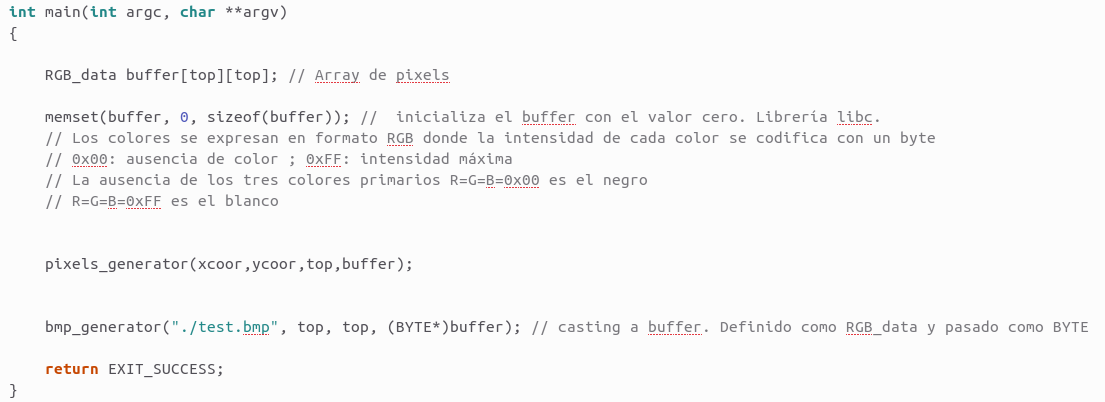 int main(int argc, char **argv)
{
RGB_data buffer[top][top]; // Array de pixels
memset(buffer, 0, sizeof(buffer)); //  inicializa el buffer con el valor cero. Librería libc.
// Los colores se expresan en formato RGB donde la intensidad de cada color se codifica con un byte
// 0x00: ausencia de color ; 0xFF: intensidad máxima
// La ausencia de los tres colores primarios R=G=B=0x00 es el negro
// R=G=B=0xFF es el blanco
pixels_generator(xcoor,ycoor,top,buffer);
bmp_generator("./test.bmp", top, top, (BYTE*)buffer); // casting a buffer. Definido como RGB_data y pasado como BYTE
return EXIT_SUCCESS;
}